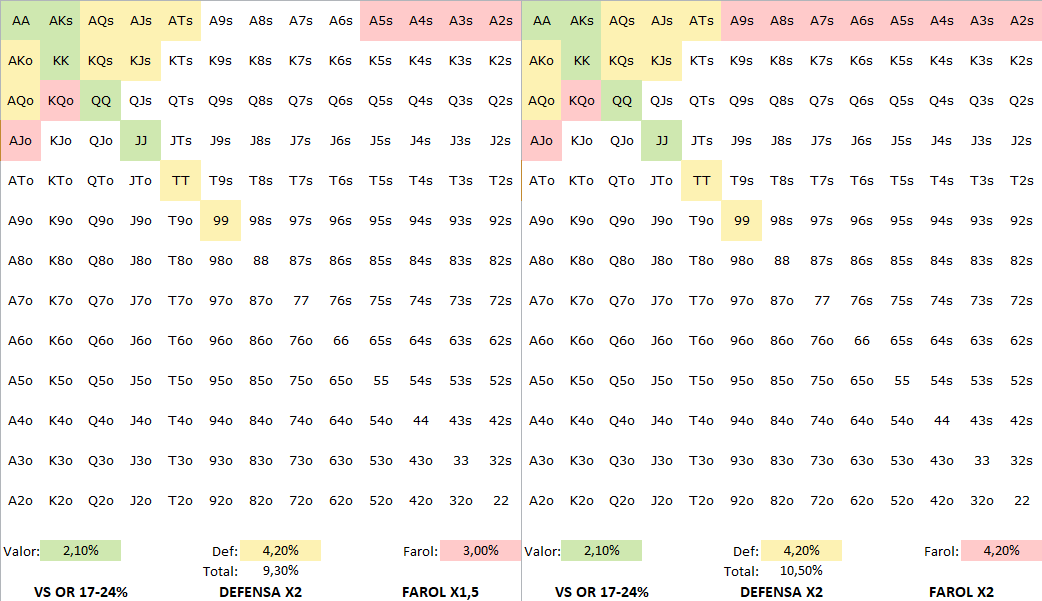 AA AKs AQs AJs ATs A9s A8s A7s A6s A5s A4s A3s A2s AA AKs AQs AJs ATs A9s A8s A7s A6s A5s A4s A3s A2s
AKo KK KQs KJs KTs K9s K8s K7s K6s K5s K4s K3s K2s AKo KK KQs KJs KTs K9s K8s K7s K6s K5s K4s K3s K2s
AQo KQo QQ QJs QTs Q9s Q8s Q7s Q6s Q5s Q4s Q3s Q2s AQo KQo QQ QJs QTs Q9s Q8s Q7s Q6s Q5s Q4s Q3s Q2s
AJo KJo QJo JJ JTs J9s J8s J7s J6s J5s J4s J3s J2s AJo KJo QJo JJ JTs J9s J8s J7s J6s J5s J4s J3s J2s
ATo KTo QTo JTo TT T9s T8s T7s T6s T5s T4s T3s T2s ATo KTo QTo JTo TT T9s T8s T7s T6s T5s T4s T3s T2s
A9o K9o Q9o J9o T9o 99 98s 97s 96s 95s 94s 93s 92s A9o K9o Q9o J9o T9o 99 98s 97s 96s 95s 94s 93s 92s
A8o K8o Q8o J8o T8o 98o 88 87s 86s 85s 84s 83s 82s A8o K8o Q8o J8o T8o 98o 88 87s 86s 85s 84s 83s 82s
A7o K7o Q7o J7o T7o 97o 87o 77 76s 75s 74s 73s 72s A7o K7o Q7o J7o T7o 97o 87o 77 76s 75s 74s 73s 72s
A6o K6o Q6o J6o T6o 96o 86o 76o 66 65s 64s 63s 62s A6o K6o Q6o J6o T6o 96o 86o 76o 66 65s 64s 63s 62s
A5o K5o Q5o J5o T5o 95o 85o 75o 65o 55 54s 53s 52s A5o K5o Q5o J5o T5o 95o 85o 75o 65o 55 54s 53s 52s
A4o K4o Q4o J4o T4o 94o 84o 74o 64o 54o 44 43s 42s A4o K4o Q4o J4o T4o 94o 84o 74o 64o 54o 44 43s 42s
A3o K3o Q3o J3o T3o 93o 83o 73o 63o 53o 43o 33 32s A3o K3o Q3o J3o T3o 93o 83o 73o 63o 53o 43o 33 32s
A2o K2o Q2o J2o T2o 92o 82o 72o 62o 52o 42o 32o 22 A2o K2o Q2o J2o T2o 92o 82o 72o 62o 52o 42o 32o 22
Valor: 2,10% Def: 4,20% Farol: 3,00% Valor: 2,10% Def: 4,20% Farol: 4,20%
Total: 9,30% Total: 10,50%
VS OR 17-24% DEFENSA X2 FAROL X1,5 VS OR 17-24% DEFENSA X2 FAROL X2